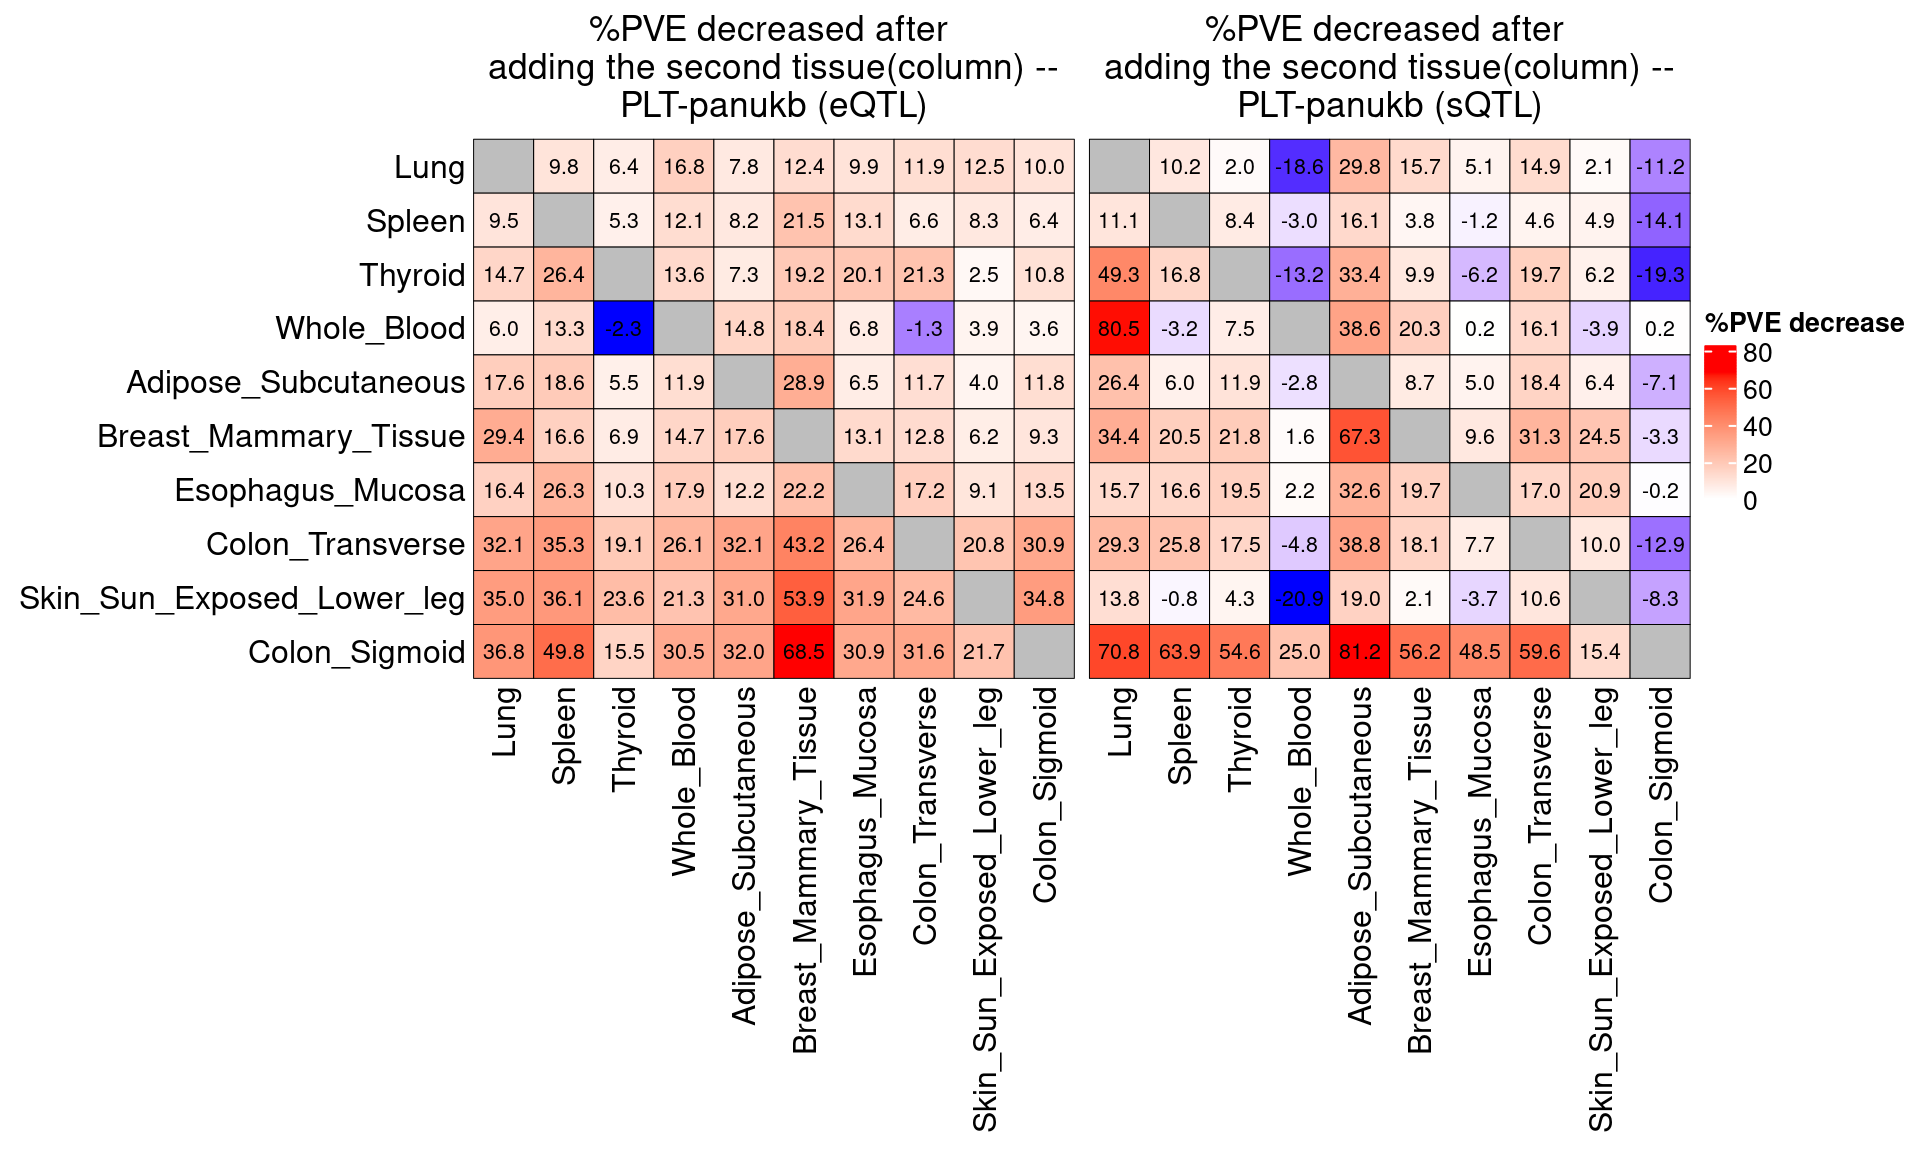 %PVE decreased after
adding the second tissue(column) --
PLT-panukb (eQTL)
%PVE decreased after
adding the second tissue(column) --
PLT-panukb (sQTL)
Lung 9.8 6.4 16.8 7.8 12.4 9.9 11.9 12.5 10.0 10.2 2.0 -18.6 29.8 15.7 5.1 14.9 2.1 -11.2
Spleen 9.5 5.3 12.1 8.2 21.5 13.1 6.6 8.3 6.4 11.1 8.4 -3.0 16.1 3.8 -1.2 4.6 4.9 -14.1
Thyroid 14.7 26.4 13.6 7.3 19.2 20.1 21.3 2.5 10.8 49.3 16.8 -13.2 33.4 9.9 -6.2 19.7 6.2 -19.3
Whole_Blood 6.0 13.3 -2.3 14.8 18.4 6.8 -1.3 3.9 3.6 80.5 -3.2 7.5 38.6 20.3 0.2 16.1 -3.9 0.2
Adipose_Subcutaneous 17.6 18.6 5.5 11.9 28.9 6.5 11.7 4.0 11.8 26.4 6.0 11.9 -2.8 8.7 5.0 18.4 6.4 -7.1
Breast_Mammary_Tissue 29.4 16.6 6.9 14.7 17.6 13.1 12.8 6.2 9.3 34.4 20.5 21.8 1.6 67.3 9.6 31.3 24.5 -3.3
Esophagus_Mucosa 16.4 26.3 10.3 17.9 12.2 22.2 17.2 9.1 13.5 15.7 16.6 19.5 2.2 32.6 19.7 17.0 20.9 -0.2
Colon_Transverse 32.1 35.3 19.1 26.1 32.1 43.2 26.4 20.8 30.9 29.3 25.8 17.5 -4.8 38.8 18.1 7.7 10.0 -12.9
Skin_Sun_Exposed_Lower_leg 35.0 36.1 23.6 21.3 31.0 53.9 31.9 24.6 34.8 13.8 -0.8 4.3 -20.9 19.0 2.1 -3.7 10.6 -8.3
Colon_Sigmoid 36.8 49.8 15.5 30.5 32.0 68.5 30.9 31.6 21.7 70.8 63.9 54.6 25.0 81.2 56.2 48.5 59.6 15.4
Lung
Spleen
Thyroid
Whole_Blood
Adipose_Subcutaneous
Breast_Mammary_Tissue
Esophagus_Mucosa
Colon_Transverse
Skin_Sun_Exposed_Lower_leg
Colon_Sigmoid
Lung
Spleen
Thyroid
Whole_Blood
Adipose_Subcutaneous
Breast_Mammary_Tissue
Esophagus_Mucosa
Colon_Transverse
Skin_Sun_Exposed_Lower_leg
Colon_Sigmoid
%PVE decrease
80
60
40
20
0